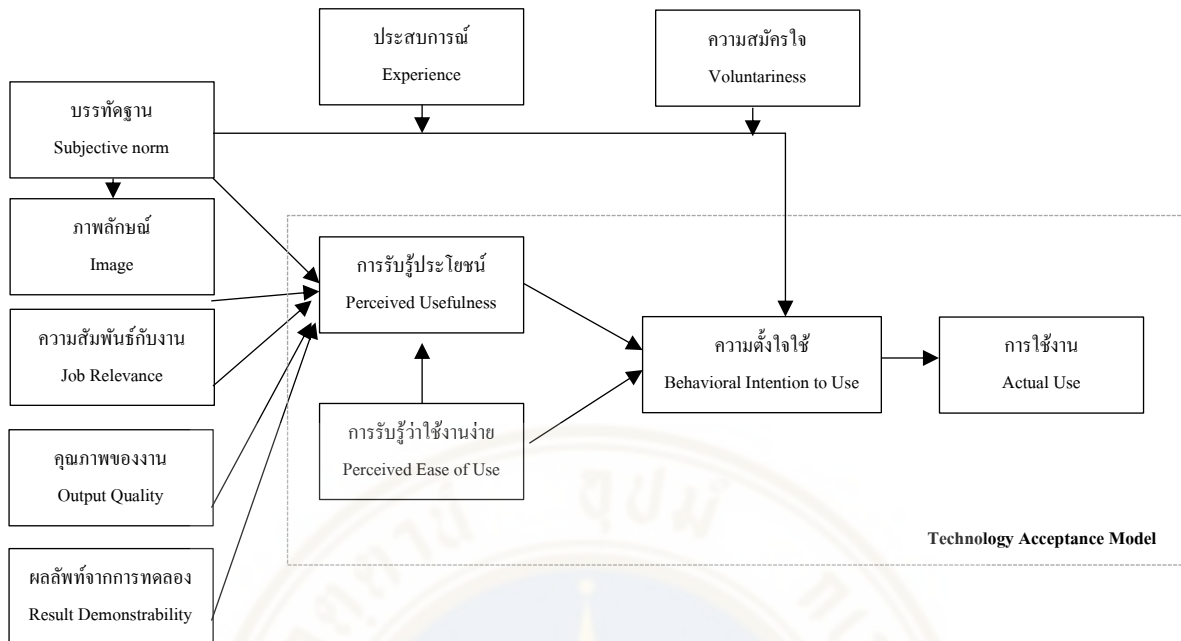 ประสบการณ์
Experience
ความสมัครใจ
Voluntariness
บรรทัดฐาน
Subjective norm
ภาพลักษณ์
Image
การรับรู้ประโยชน์
Perceived Usefulness
ความสัมพันธ์กับงาน
Job Relevance
ความตั้งใจใช้
Behavioral Intention to Use
การใช้งาน
Actual Use
การรับรู้ว่าใช้งานง่าย
Perceived Ease of Use
คุณภาพของงาน
Output Quality
Technology Acceptance Model
ผลลัพท์จากการทดลอง
Result Demonstrability